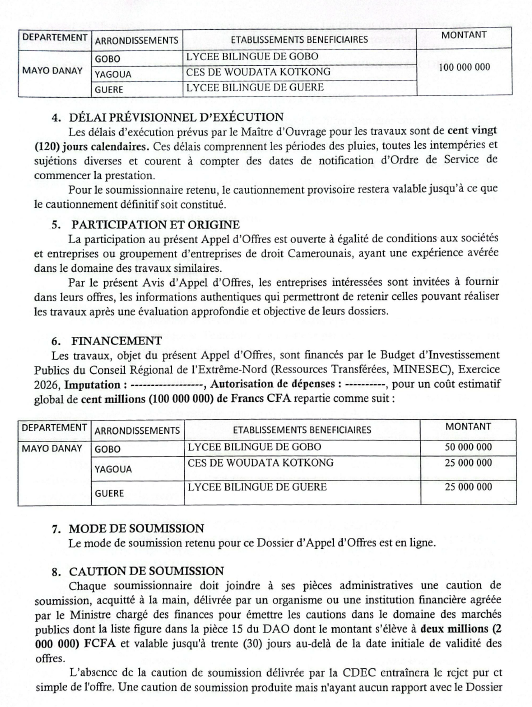 DEPARTEMENT ARRONDISSEMENTS ETABLISSEMENTS BENEFICIAIRES MONTANT
MAYO DANAY GOBO LYCEE BILINGUE DE GOBO 100 000 000
YAGOUA CES DE WOUDATA KOTKONG
GUERE LYCEE BILINGUE DE GUERE
4. DÉLAI PRÉVISIONNEL D'EXÉCUTION
Les délais d'exécution prévus par le Maître d'Ouvrage pour les travaux sont de cent vingt
(120) jours calendaires. Ces délais comprennent les périodes des pluies, toutes les intempéries et
sujétions diverses et courent à compter des dates de notification d'Ordre de Service de
commencer la prestation.
Pour le soumissionnaire retenu, le cautionnement provisoire restera valable jusqu'à ce que
le cautionnement définitif soit constitué.
5. PARTICIPATION ET ORIGINE
La participation au présent Appel d'Offres est ouverte à égalité de conditions aux sociétés
et entreprises ou groupement d'entreprises de droit Camerounais, ayant une expérience avérée
dans le domaine des travaux similaires.
Par le présent Avis d'Appel d'Offres, les entreprises intéressées sont invitées à fournir
dans leurs offres, les informations authentiques qui permettront de retenir celles pouvant réaliser
les travaux après une évaluation approfondie et objective de leurs dossiers.
6. FINANCEMENT
Les travaux, objet du présent Appel d'Offres, sont financés par le Budget d'Investissement
Publics du Conseil Régional de l'Extrême-Nord (Ressources Transférées, MINESEC), Exercice
2026, Imputation : ------------------, Autorisation de dépenses : ----------, pour un coût estimatif
global de cent millions (100 000 000) de Francs CFA repartie comme suit :
DEPARTEMENT ARRONDISSEMENTS ETABLISSEMENTS BENEFICIAIRES MONTANT
MAYO DANAY GOBO LYCEE BILINGUE DE GOBO 50 000 000
YAGOUA CES DE WOUDATA KOTKONG 25 000 000
GUERE LYCEE BILINGUE DE GUERE 25 000 000
7. MODE DE SOUMISSION
Le mode de soumission retenu pour ce Dossier d'Appel d'Offres est en ligne.
8. CAUTION DE SOUMISSION
Chaque soumissionnaire doit joindre à ses pièces administratives une caution de
soumission, acquitté à la main, délivrée par un organisme ou une institution financière agréée
par le Ministre chargé des finances pour émettre les cautions dans le domaine des marchés
publics dont la liste figure dans la pièce 15 du DAO dont le montant s'élève à deux millions (2
000 000) FCFA et valable jusqu'à trente (30) jours au-delà de la date initiale de validité des
offres.
L'absence de la caution de soumission délivrée par la CDEC entraînera le rejet pur et
simple de l'offre. Une caution de soumission produite mais n'ayant aucun rapport avec le Dossier